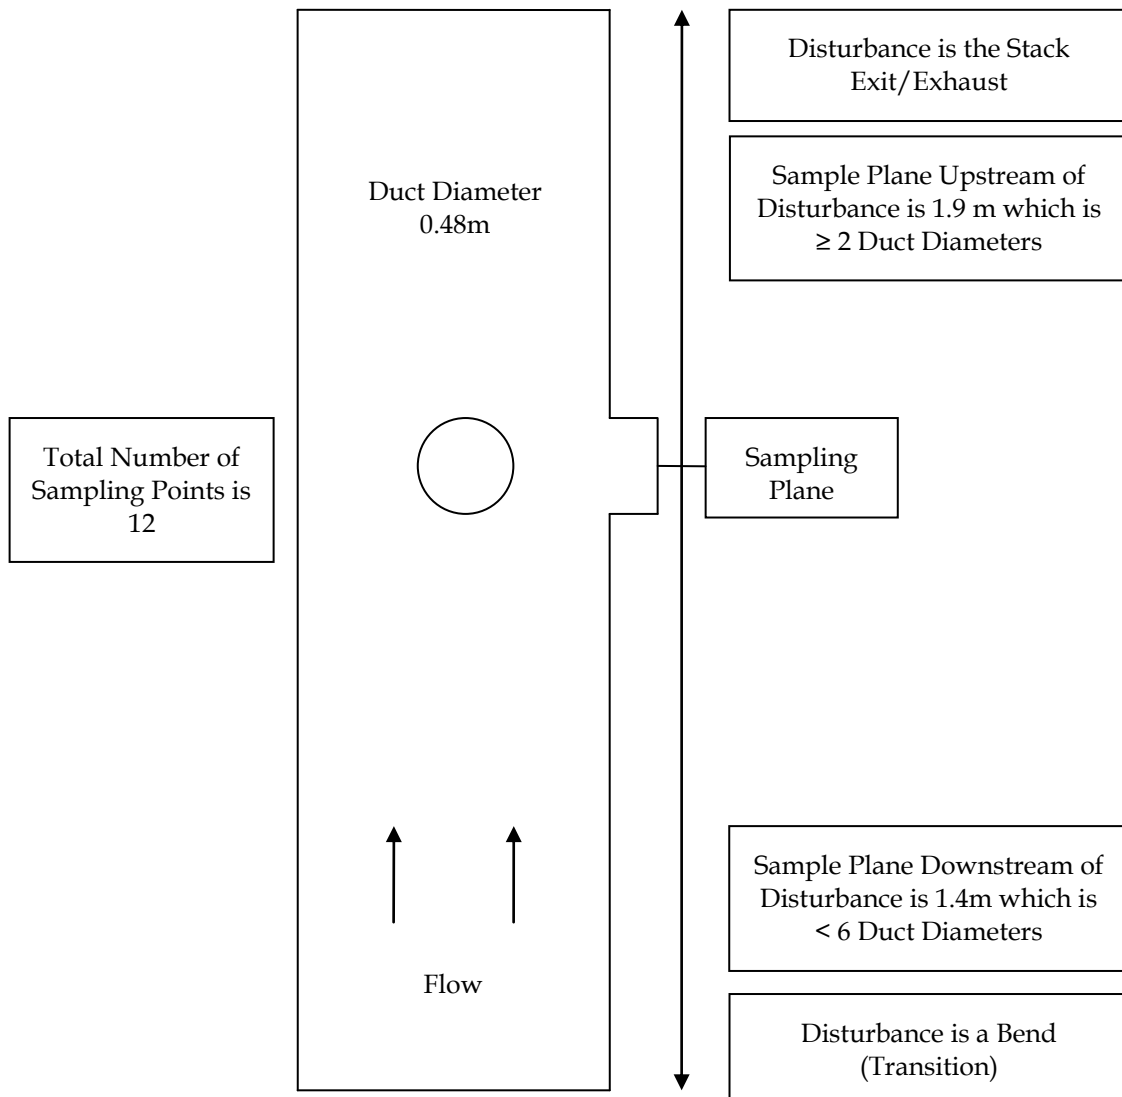 Disturbance is the Stack
Exit/Exhaust
Sample Plane Upstream of
Disturbance is 1.9 m which is
≥ 2 Duct Diameters
Duct Diameter
0.48m
Total Number of
Sampling Points is
12
Sampling
Plane
Sample Plane Downstream of
Disturbance is 1.4m which is
< 6 Duct Diameters
Flow
Disturbance is a Bend
(Transition)